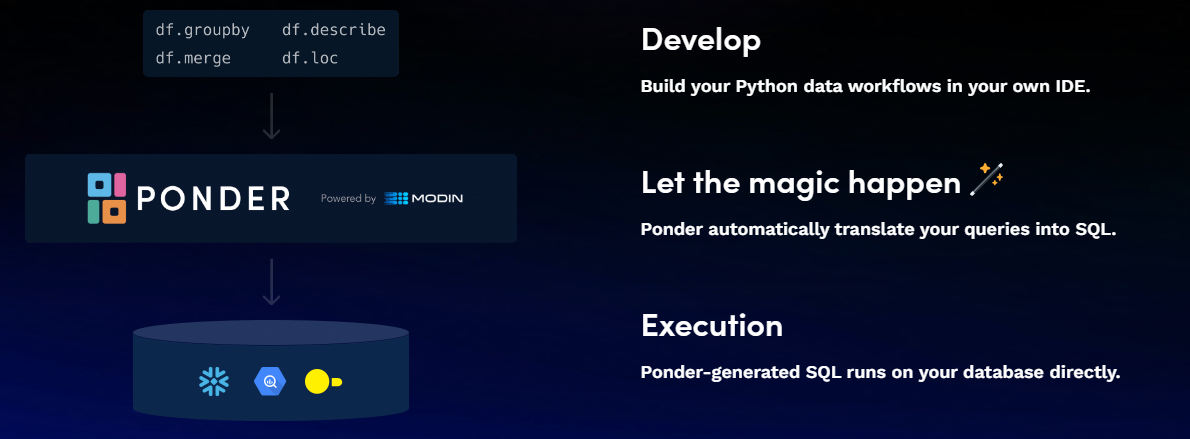 df.groupby df.describe
df.merge df.loc
PONDER Powered by MODIN
Develop
Build your Python data workflows in your own IDE.
Let the magic happen
Ponder automatically translate your queries into SQL.
Execution
Ponder-generated SQL runs on your database directly.